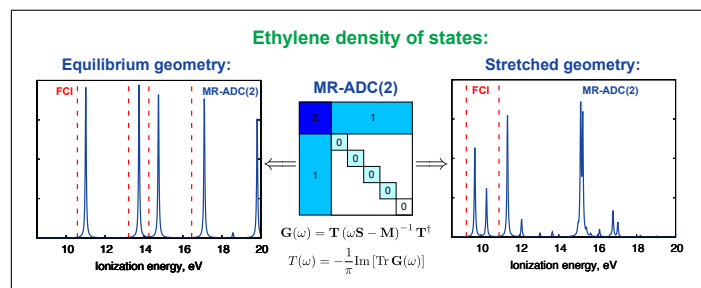 Ethylene density of states:
Equilibrium geometry:
FCI
MR-ADC(2)
10 12 14 16 18 20
Ionization energy, eV
MR-ADC(2)
2 1
0
0
1 0
0
0
G(ω) = T (ωS − M)⁻¹ T†
T(ω) = −1/π Im [Tr G(ω)]
Stretched geometry:
FCI
MR-ADC(2)
10 12 14 16 18 20
Ionization energy, eV